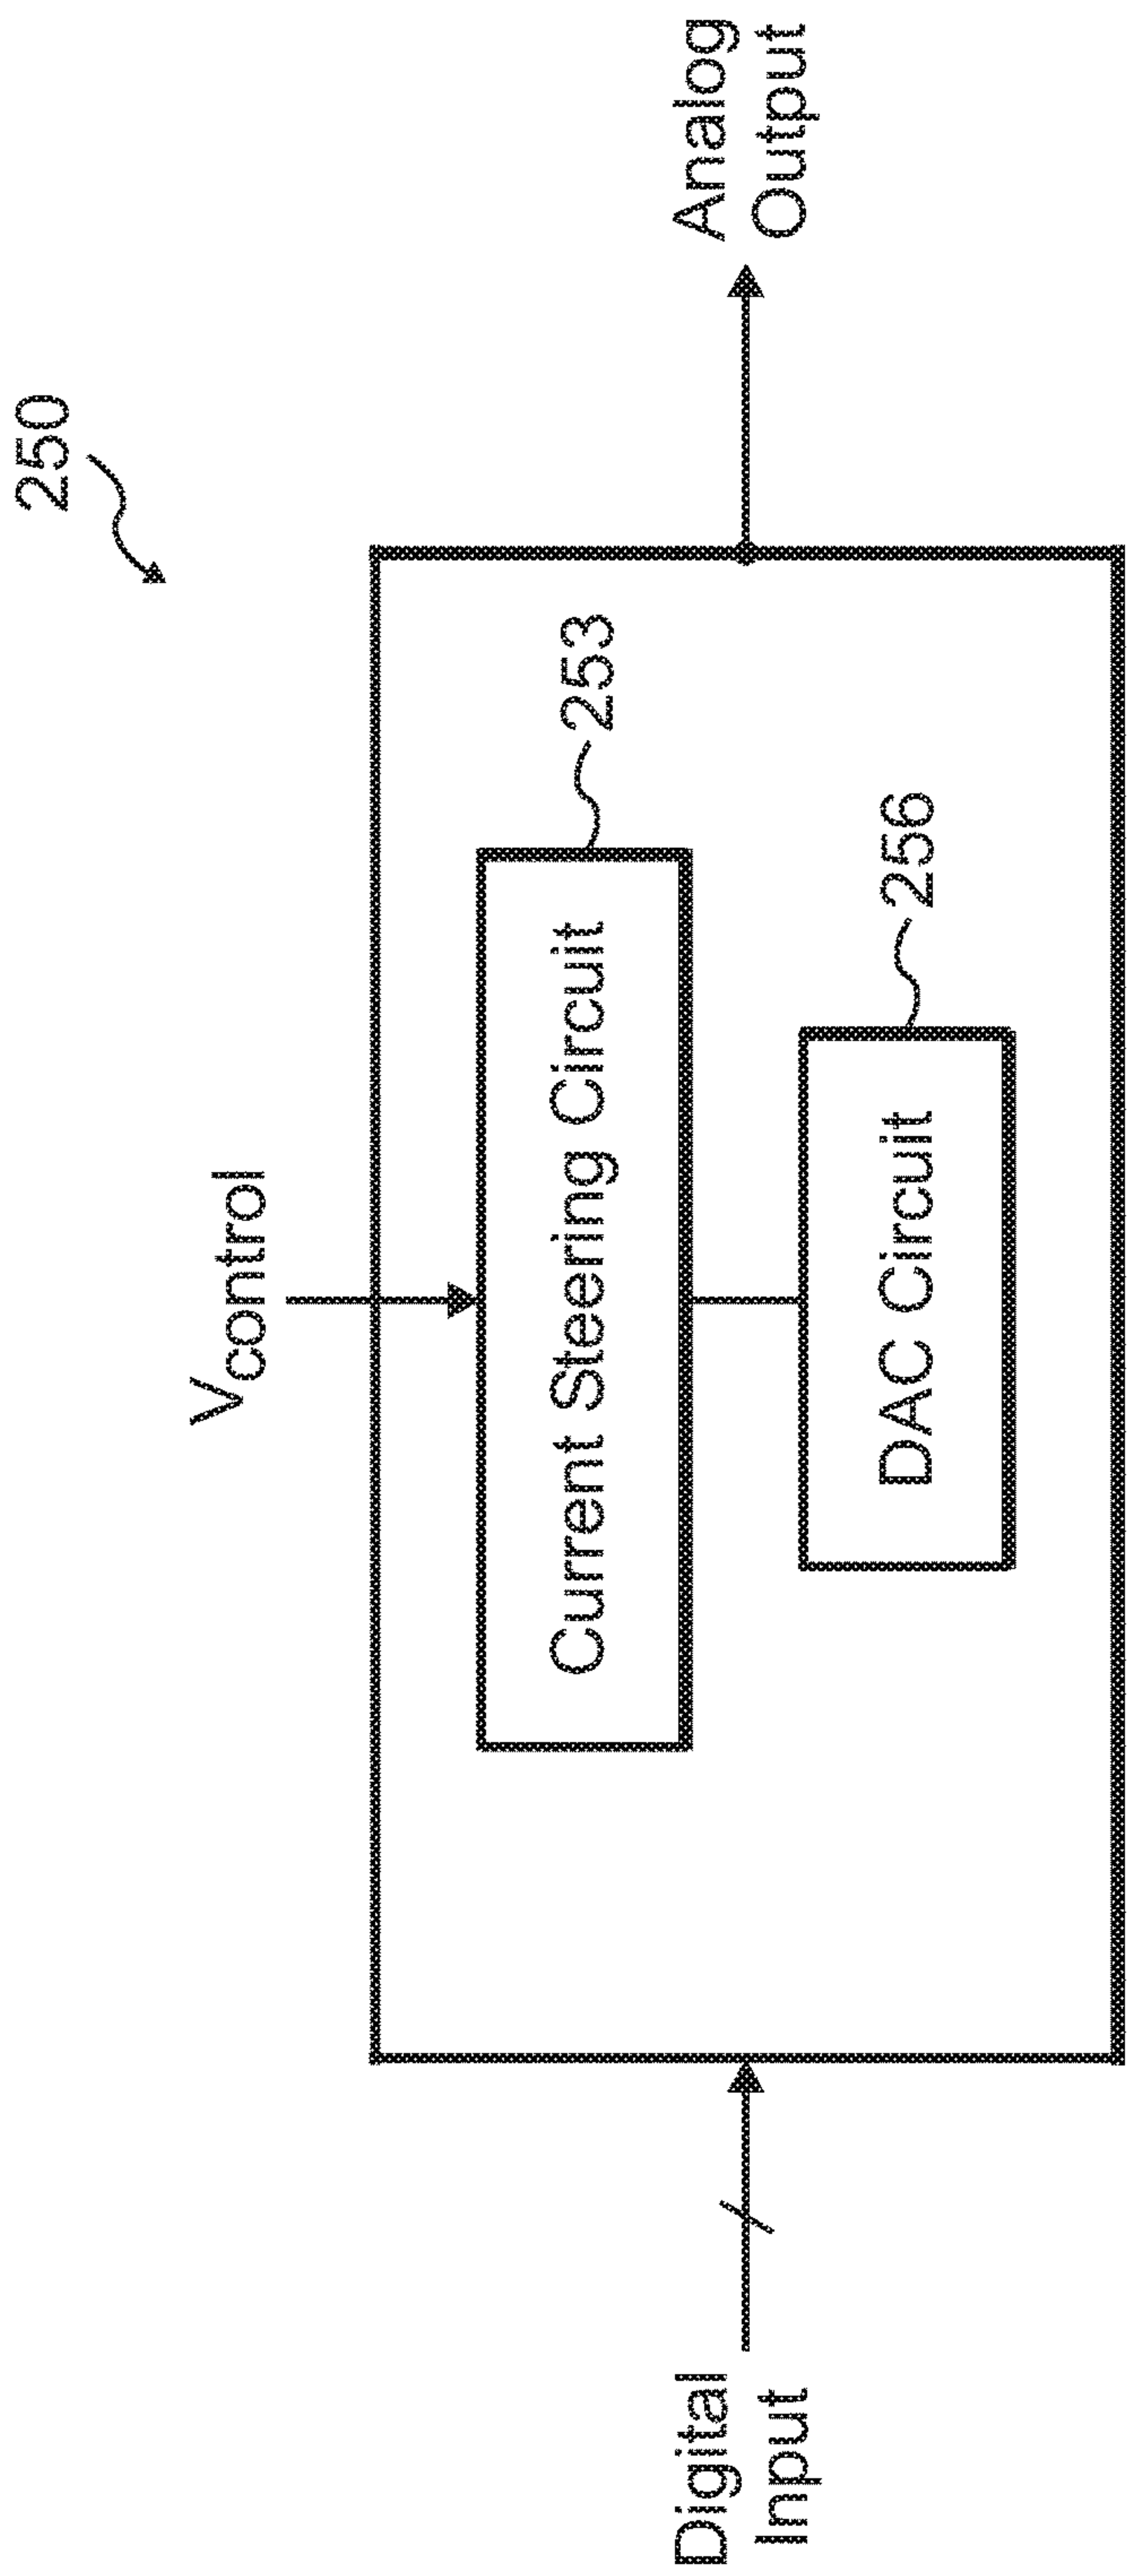 250
Vcontrol
253
Current Steering Circuit
256
DAC Circuit
Digital
Input
Analog
Output